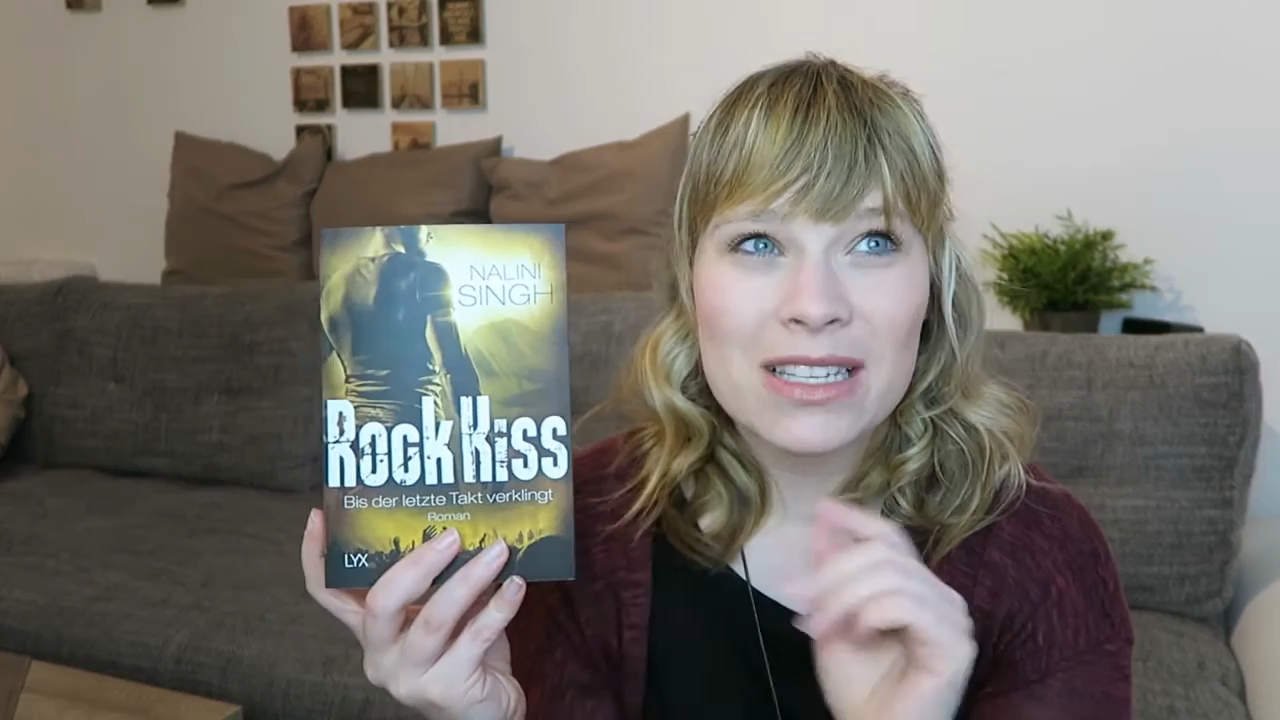 NALINI
SINGH
Rock Kiss
Bis der letzte Takt verklingt
Roman
LYX